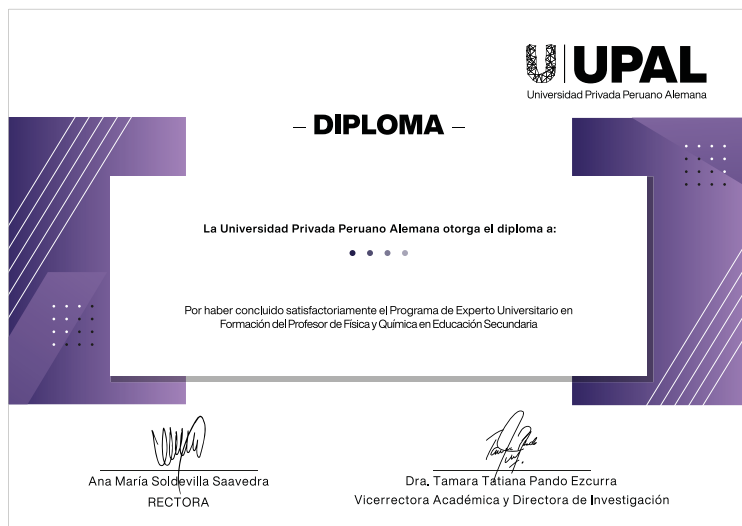 UPAL
Universidad Privada Peruano Alemana
– DIPLOMA –
La Universidad Privada Peruano Alemana otorga el diploma a:
Por haber concluido satisfactoriamente el Programa de Experto Universitario en
Formación del Profesor de Física y Química en Educación Secundaria
Ana María Soldevilla Saavedra
RECTORA
Dra. Tamara Tatiana Pando Ezcurra
Vicerrectora Académica y Directora de Investigación